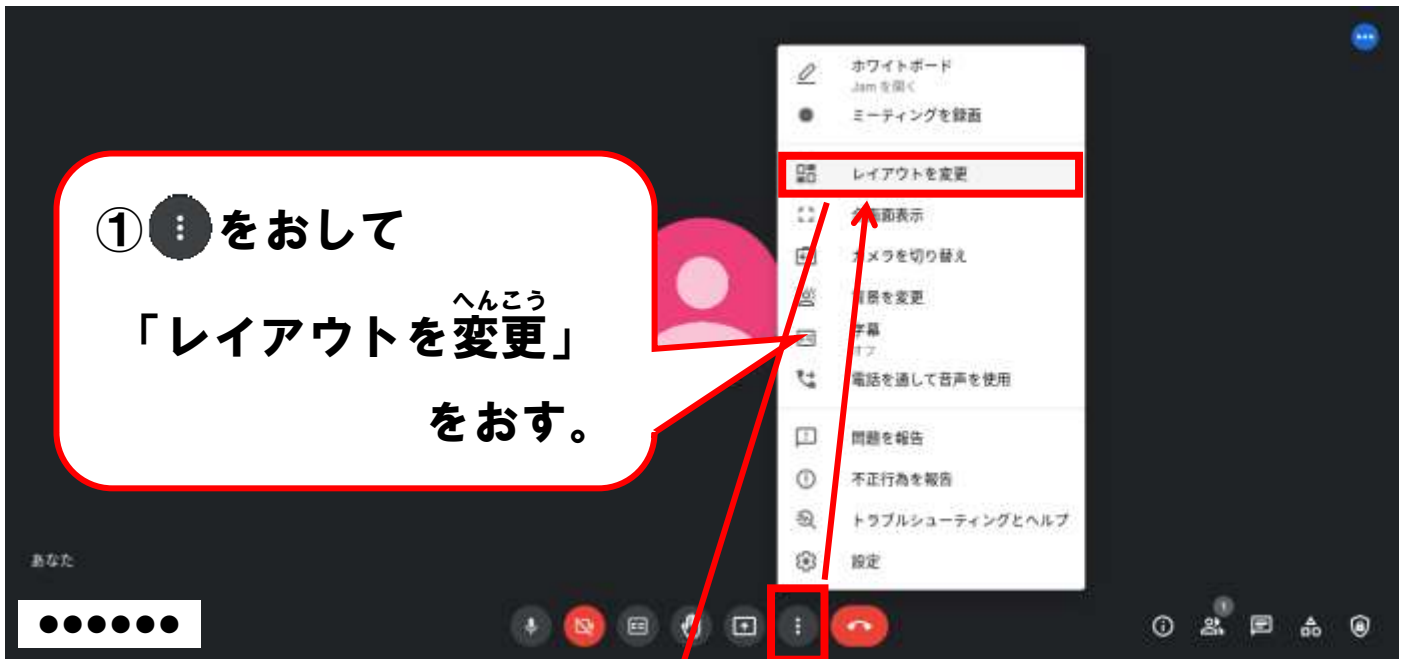 ホワイトボード
Jam を開く
ミーティングを録画
レイアウトを変更
全画面表示
カメラを切り替え
背景を変更
字幕
オフ
電話を通して音声を使用
問題を報告
不正行為を報告
トラブルシューティングとヘルプ
設定
①をおして
へんこう
「レイアウトを変更」
をおす。
あなた
●●●●●●
1